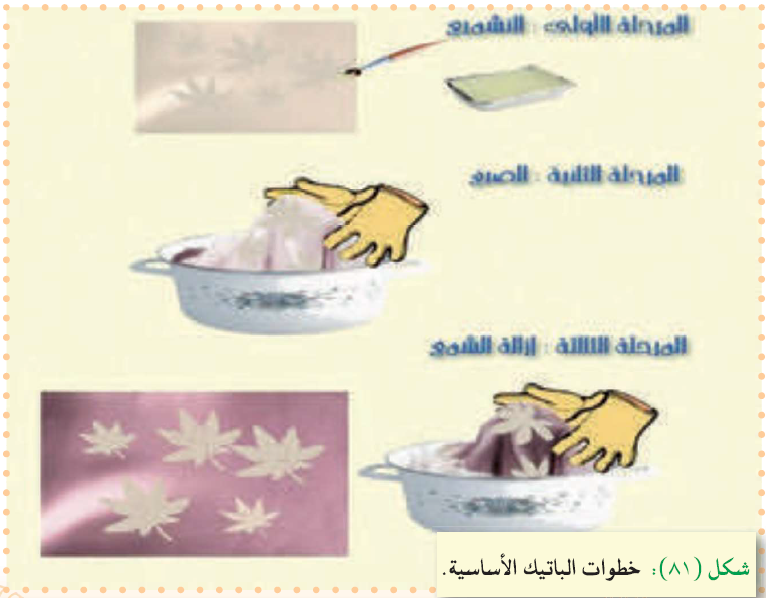 المرحلة الأولى : التشميع
المرحلة الثانية : الصبغ
المرحلة الثالثة : إزالة الشمع
شكل (٨١): خطوات الباتيك الأساسية.